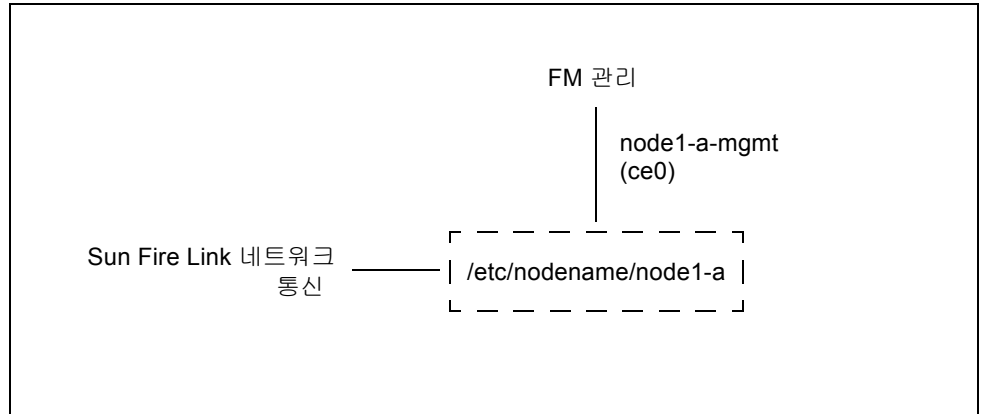 FM 관리
node1-a-mgmt
(ce0)
Sun Fire Link 네트워크
통신
/etc/nodename/node1-a